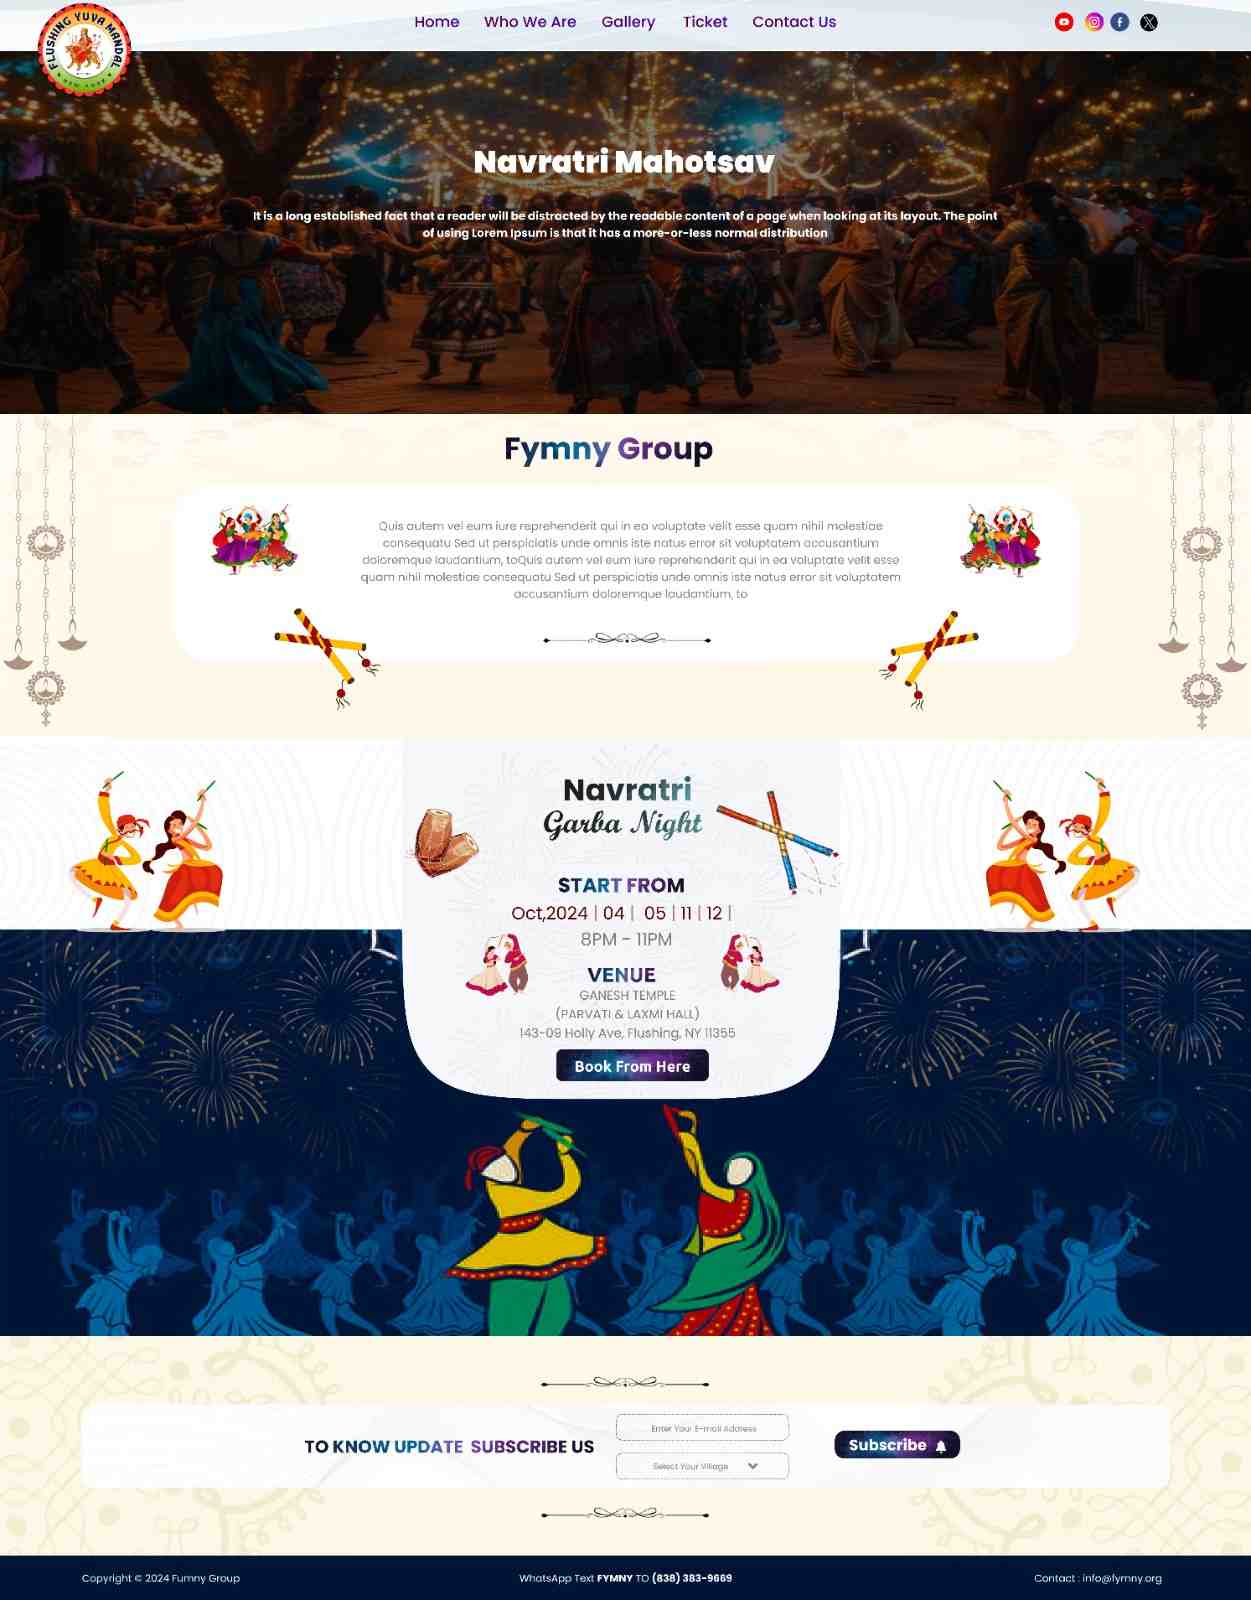 FLUSHING YUVA MANDAL
NEW YORK
Home Who We Are Gallery Ticket Contact Us
Navratri Mahotsav
It is a long established fact that a reader will be distracted by the readable content of a page when looking at its layout. The point
of using Lorem Ipsum is that it has a more-or-less normal distribution
Fymny Group
Quis autem vel eum iure reprehenderit qui in ea voluptate velit esse quam nihil molestiae
consequatu Sed ut perspiciatis unde omnis iste natus error sit voluptatem accusantium
doloremque laudantium, toQuis autem vel eum iure reprehenderit qui in ea voluptate velit esse
quam nihil molestiae consequatu Sed ut perspiciatis unde omnis iste natus error sit voluptatem
accusantium doloremque laudantium, to
Navratri
Garba Night
START FROM
Oct,2024 | 04 | 05 | 11 | 12 |
8PM - 11PM
VENUE
GANESH TEMPLE
(PARVATI & LAXMI HALL)
143-09 Holly Ave, Flushing, NY 11355
Book From Here
TO KNOW UPDATE SUBSCRIBE US
Enter Your E-mail Address
Select Your Village
Subscribe
Copyright © 2024 Fumny Group
WhatsApp Text FYMNY TO (838) 383-9669
Contact : info@fymny.org